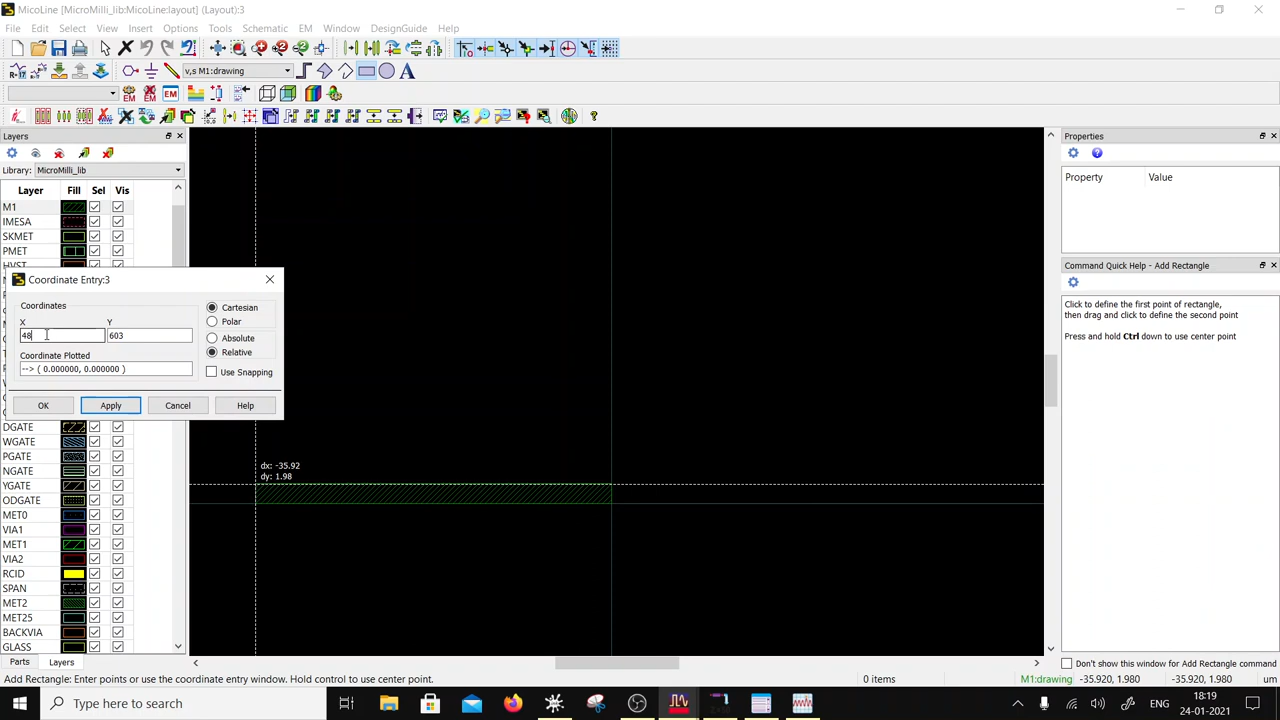 MicoLine [MicroMilli_lib:MicoLine:layout] (Layout):3
File Edit Select View Insert Options Tools Schematic EM Window DesignGuide Help
v,s M1:drawing
EM EM EM
Layers
Properties
Library: MicroMilli_lib
Layer Fill Sel Vis
Property Value
M1
IMESA
SKMET
PMET
Coordinate Entry:3
Command Quick Help - Add Rectangle
Coordinates
X Y
48 603
Coordinate Plotted
--> ( 0.000000, 0.000000 )
Cartesian
Polar
Absolute
Relative
Use Snapping
OK Apply Cancel Help
Click to define the first point of rectangle,
then drag and click to define the second point
Press and hold Ctrl down to use center point
DGATE
WGATE
PGATE
NGATE
YGATE
ODGATE
MET0
VIA1
MET1
VIA2
RCID
SPAN
MET2
MET25
BACKVIA
GLASS
dx: -35.92
dy: 1.98
Parts Layers
Don't show this window for Add Rectangle command
Add Rectangle: Enter points or use the coordinate entry window. Hold control to use center point.
0 items
M1:drawing -35.920, 1.980 -35.920, 1.980 um
Type here to search
ENG
18:19
24-01-2021